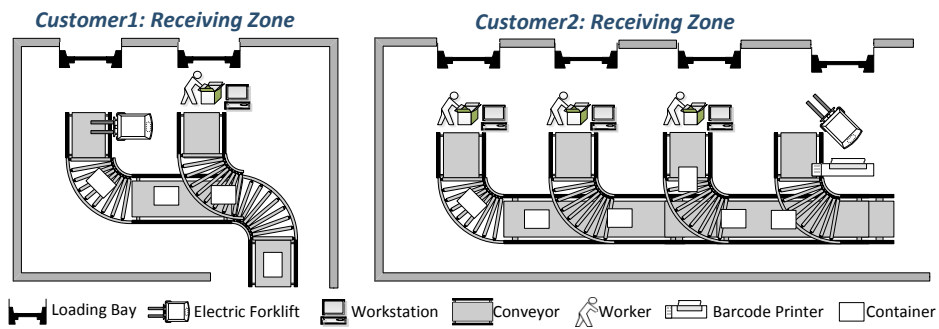 Customer1: Receiving Zone
Customer2: Receiving Zone
Loading Bay
Electric Forklift
Workstation
Conveyor
Worker
Barcode Printer
Container